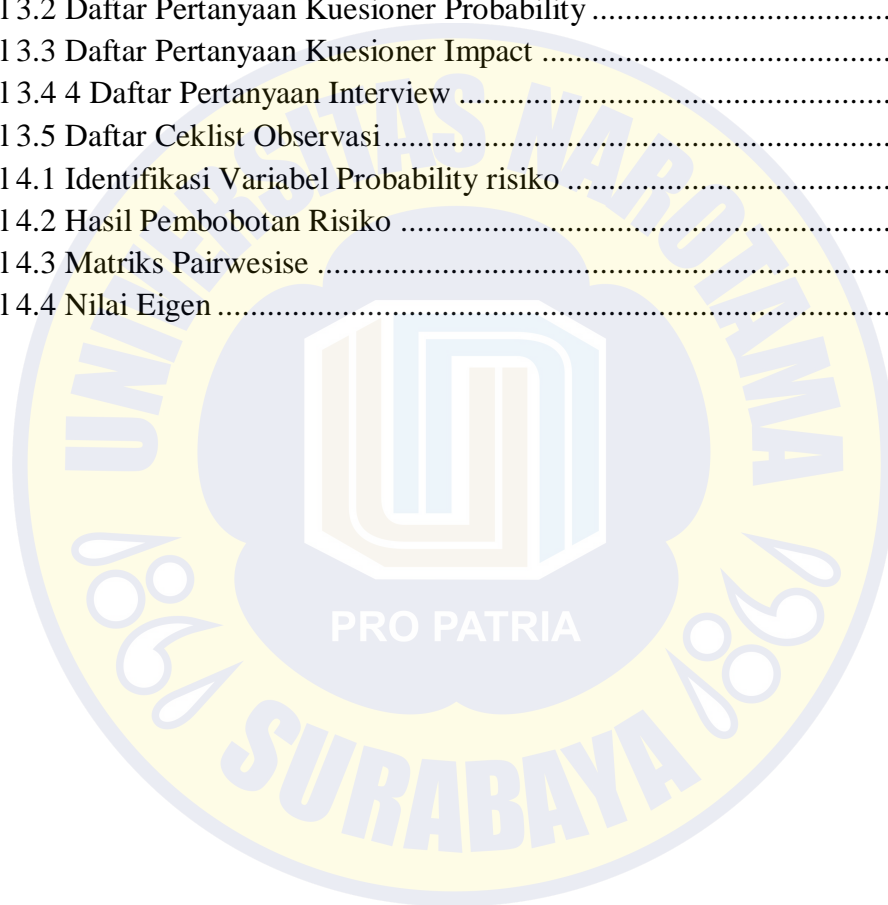 l 3.2 Daftar Pertanyaan Kuesioner Probability ....................................................
l 3.3 Daftar Pertanyaan Kuesioner Impact ............................................................
l 3.4 4 Daftar Pertanyaan Interview ..........................................................................
l 3.5 Daftar Ceklist Observasi.......................................................................................
l 4.1 Identifikasi Variabel Probability risiko .......................................................
l 4.2 Hasil Pembobotan Risiko .....................................................................................
l 4.3 Matriks Pairwesise ...................................................................................................
l 4.4 Nilai Eigen .....................................................................................................................
UNIVERSITAS NAROTAMA
PRO PATRIA
SURABAYA